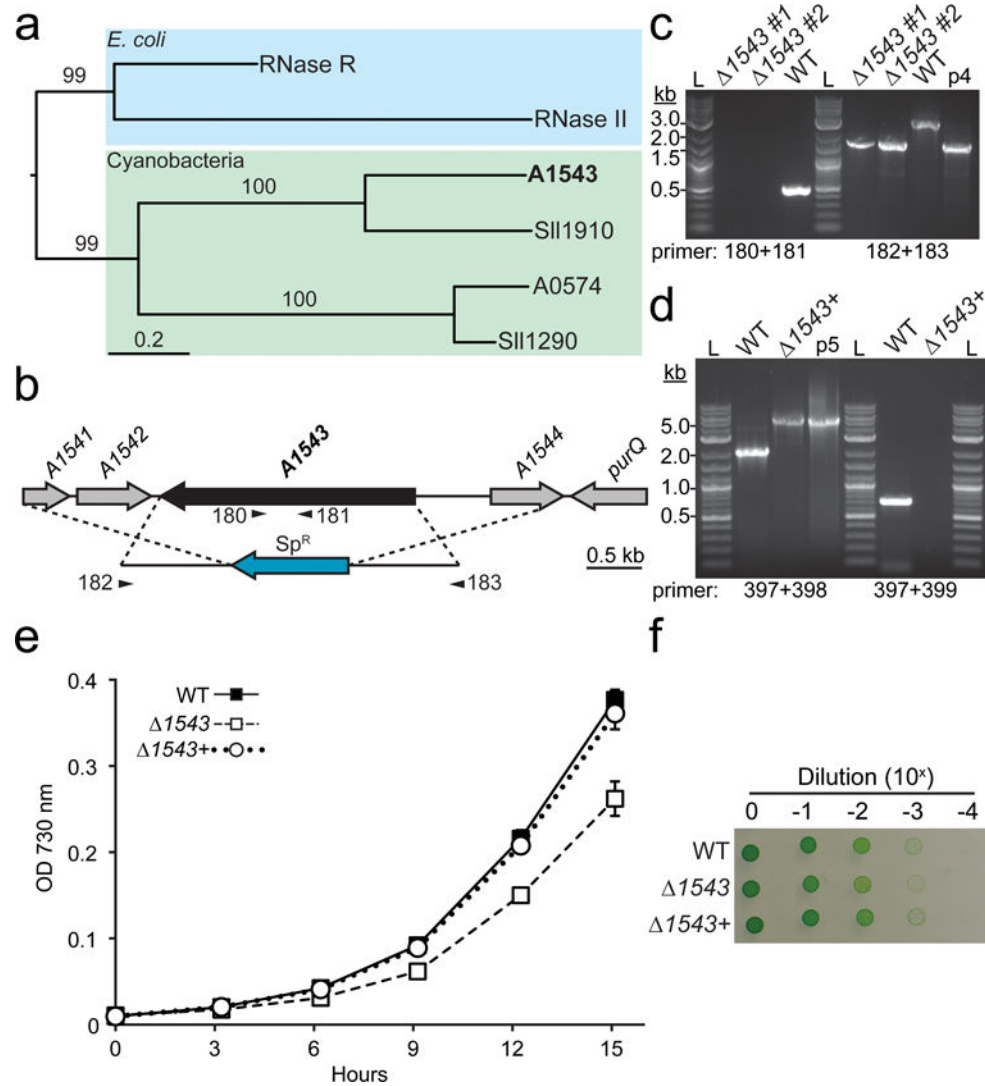 a
E. coli
99
RNase R
RNase II
Cyanobacteria
100
A1543
Sll1910
99
100
A0574
Sll1290
0.2
b
A1541
A1542
A1543
A1544
purQ
180
181
Sp^R
0.5 kb
182
183
c
L Δ1543 #1 Δ1543 #2 WT L Δ1543 #1 Δ1543 #2 WT p4
kb
3.0
2.0
1.5
0.5
primer: 180+181 182+183
d
L WT Δ1543+ p5 L WT Δ1543+ L
kb
5.0
2.0
1.0
0.5
primer: 397+398 397+399
e
0.4
0.3
0.2
0.1
0
OD 730 nm
WT
Δ1543
Δ1543+
0 3 6 9 12 15
Hours
f
Dilution (10^x)
0 -1 -2 -3 -4
WT
Δ1543
Δ1543+